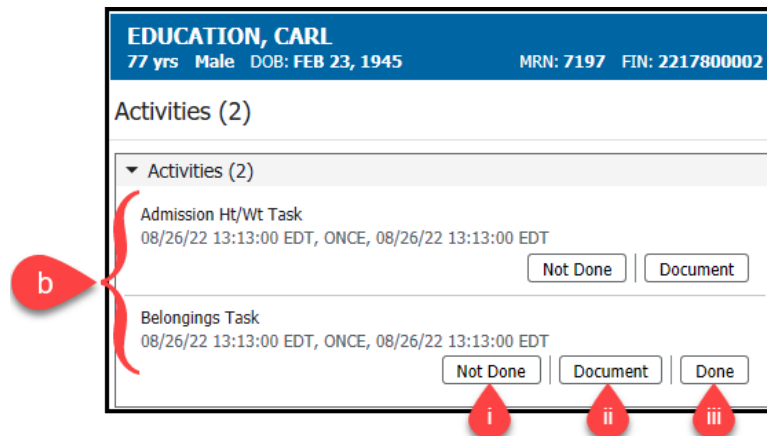 EDUCATION, CARL
77 yrs Male DOB: FEB 23, 1945 MRN: 7197 FIN: 2217800002
Activities (2)
Activities (2)
Admission Ht/Wt Task
08/26/22 13:13:00 EDT, ONCE, 08/26/22 13:13:00 EDT
Not Done Document
b
Belongings Task
08/26/22 13:13:00 EDT, ONCE, 08/26/22 13:13:00 EDT
Not Done Document Done
i ii iii